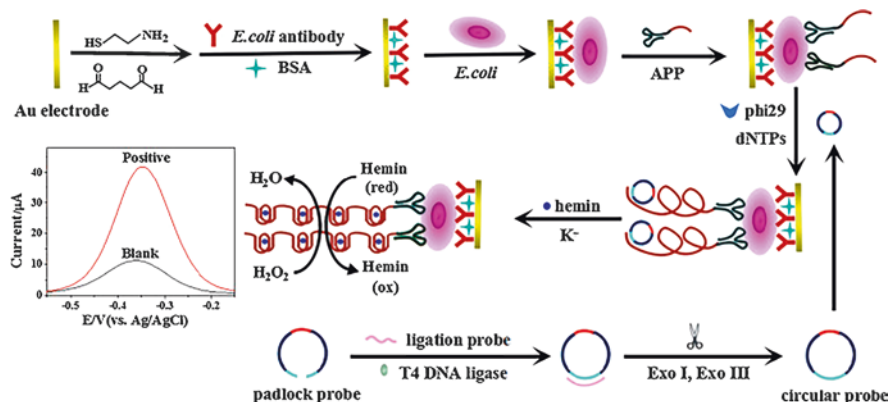 HS
NH₂
O
O
H
H
Au electrode
E.coli antibody
BSA
E.coli
APP
phi29
dNTPs
Positive
Blank
Current/μA
40
30
20
10
0
-0.5
-0.4
-0.3
-0.2
E/V(vs. Ag/AgCl)
H₂O
Hemin
(red)
H₂O₂
Hemin
(ox)
hemin
K⁻
padlock probe
ligation probe
T4 DNA ligase
Exo I, Exo III
circular probe